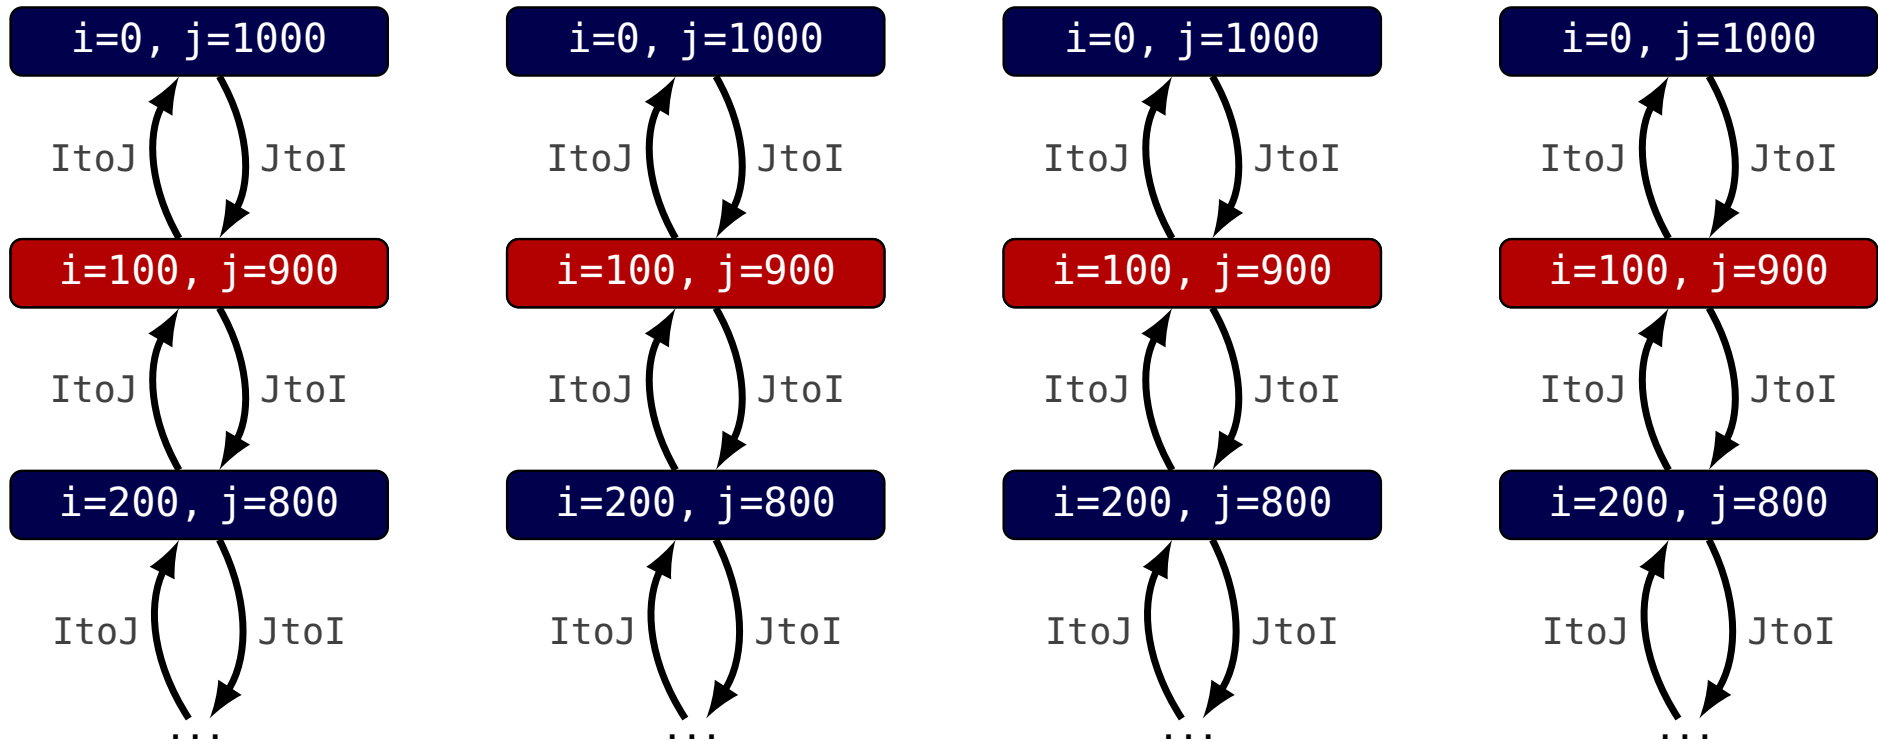 i=0, j=1000 i=0, j=1000 i=0, j=1000 i=0, j=1000
ItoJ JtoI ItoJ JtoI ItoJ JtoI ItoJ JtoI
i=100, j=900 i=100, j=900 i=100, j=900 i=100, j=900
ItoJ JtoI ItoJ JtoI ItoJ JtoI ItoJ JtoI
i=200, j=800 i=200, j=800 i=200, j=800 i=200, j=800
ItoJ JtoI ItoJ JtoI ItoJ JtoI ItoJ JtoI
... ... ... ...